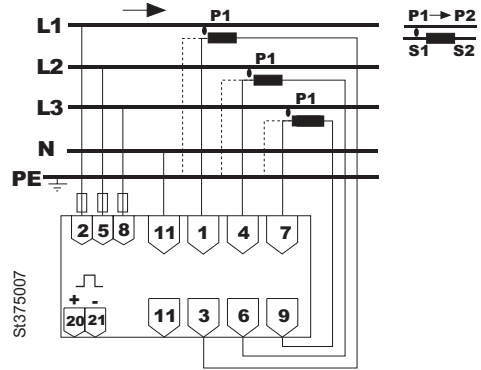 P1
P1 P2
L1
S1 S2
L2
P1
L3
P1
N
PE
2 5 8 11 1 4 7
+ -
20 21 11 3 6 9
St375007